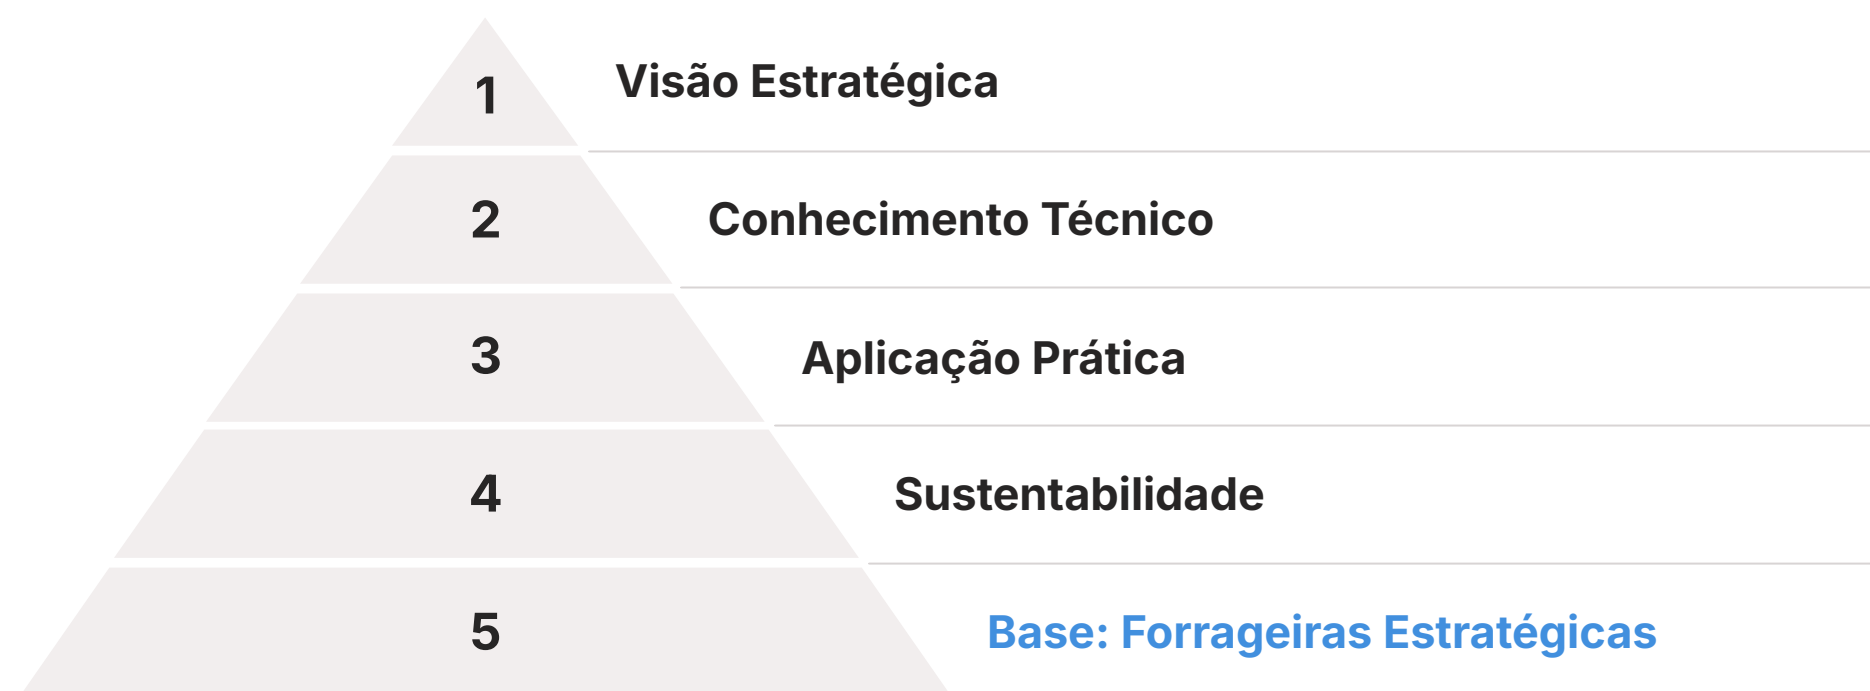 1
Visão Estratégica
2
Conhecimento Técnico
3
Aplicação Prática
4
Sustentabilidade
5
Base: Forrageiras Estratégicas